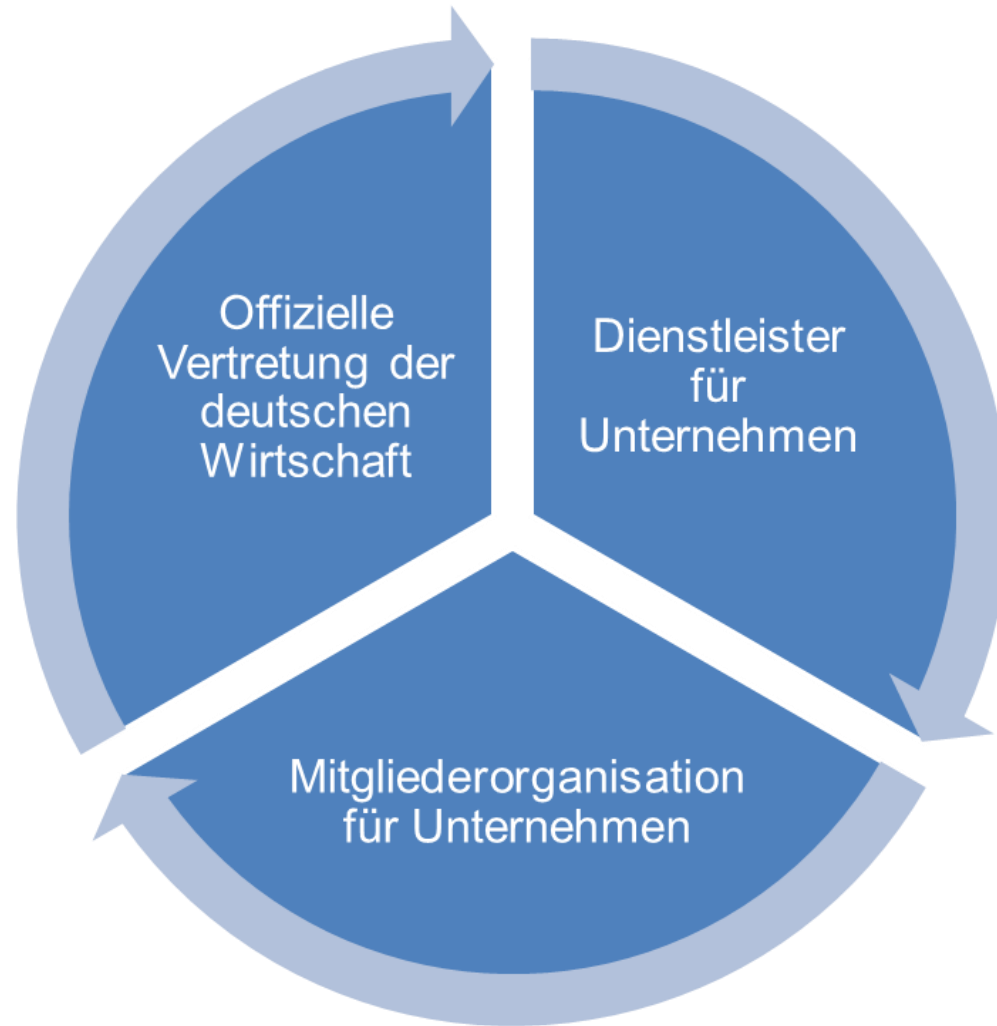 Offizielle
Vertretung der
deutschen
Wirtschaft
Dienstleister
für
Unternehmen
Mitgliederorganisation
für Unternehmen